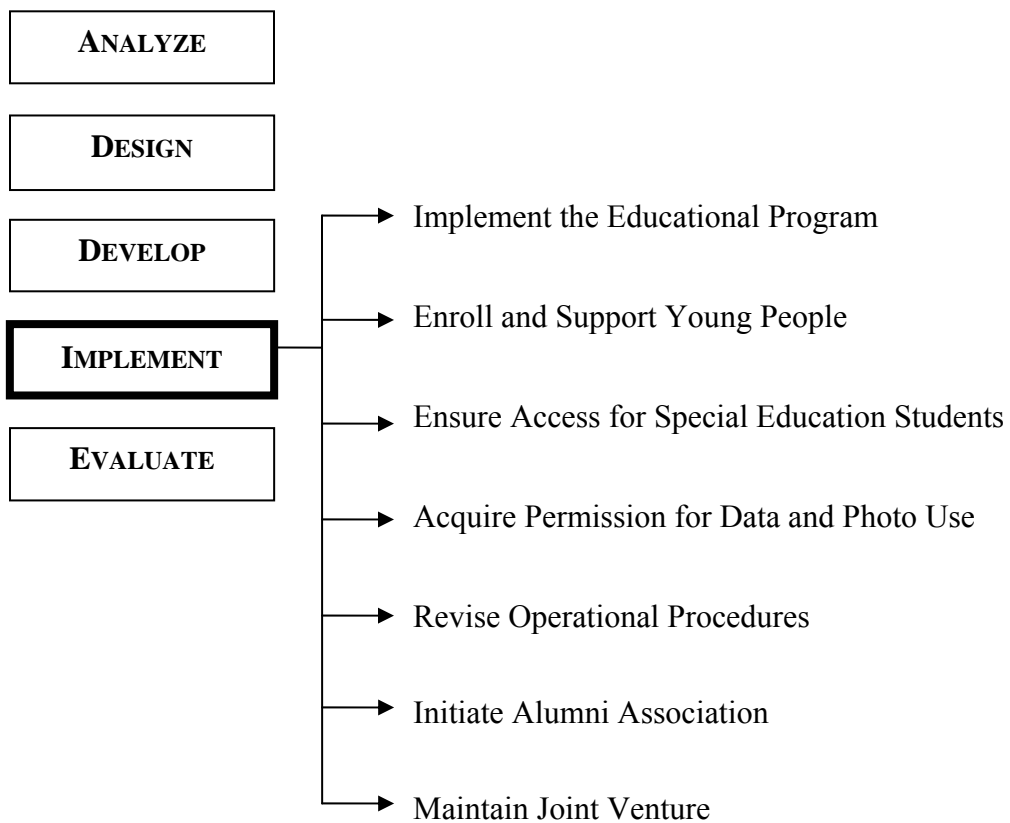 ANALYZE
DESIGN
DEVELOP
IMPLEMENT
EVALUATE
Implement the Educational Program
Enroll and Support Young People
Ensure Access for Special Education Students
Acquire Permission for Data and Photo Use
Revise Operational Procedures
Initiate Alumni Association
Maintain Joint Venture